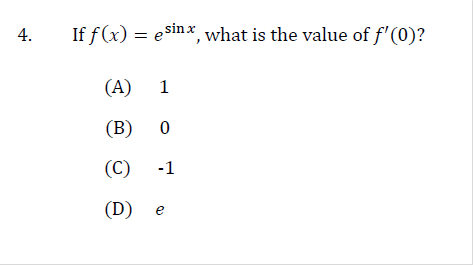 4. If f(x) = e^{sin x}, what is the value of f'(0)?
(A) 1
(B) 0
(C) -1
(D) e